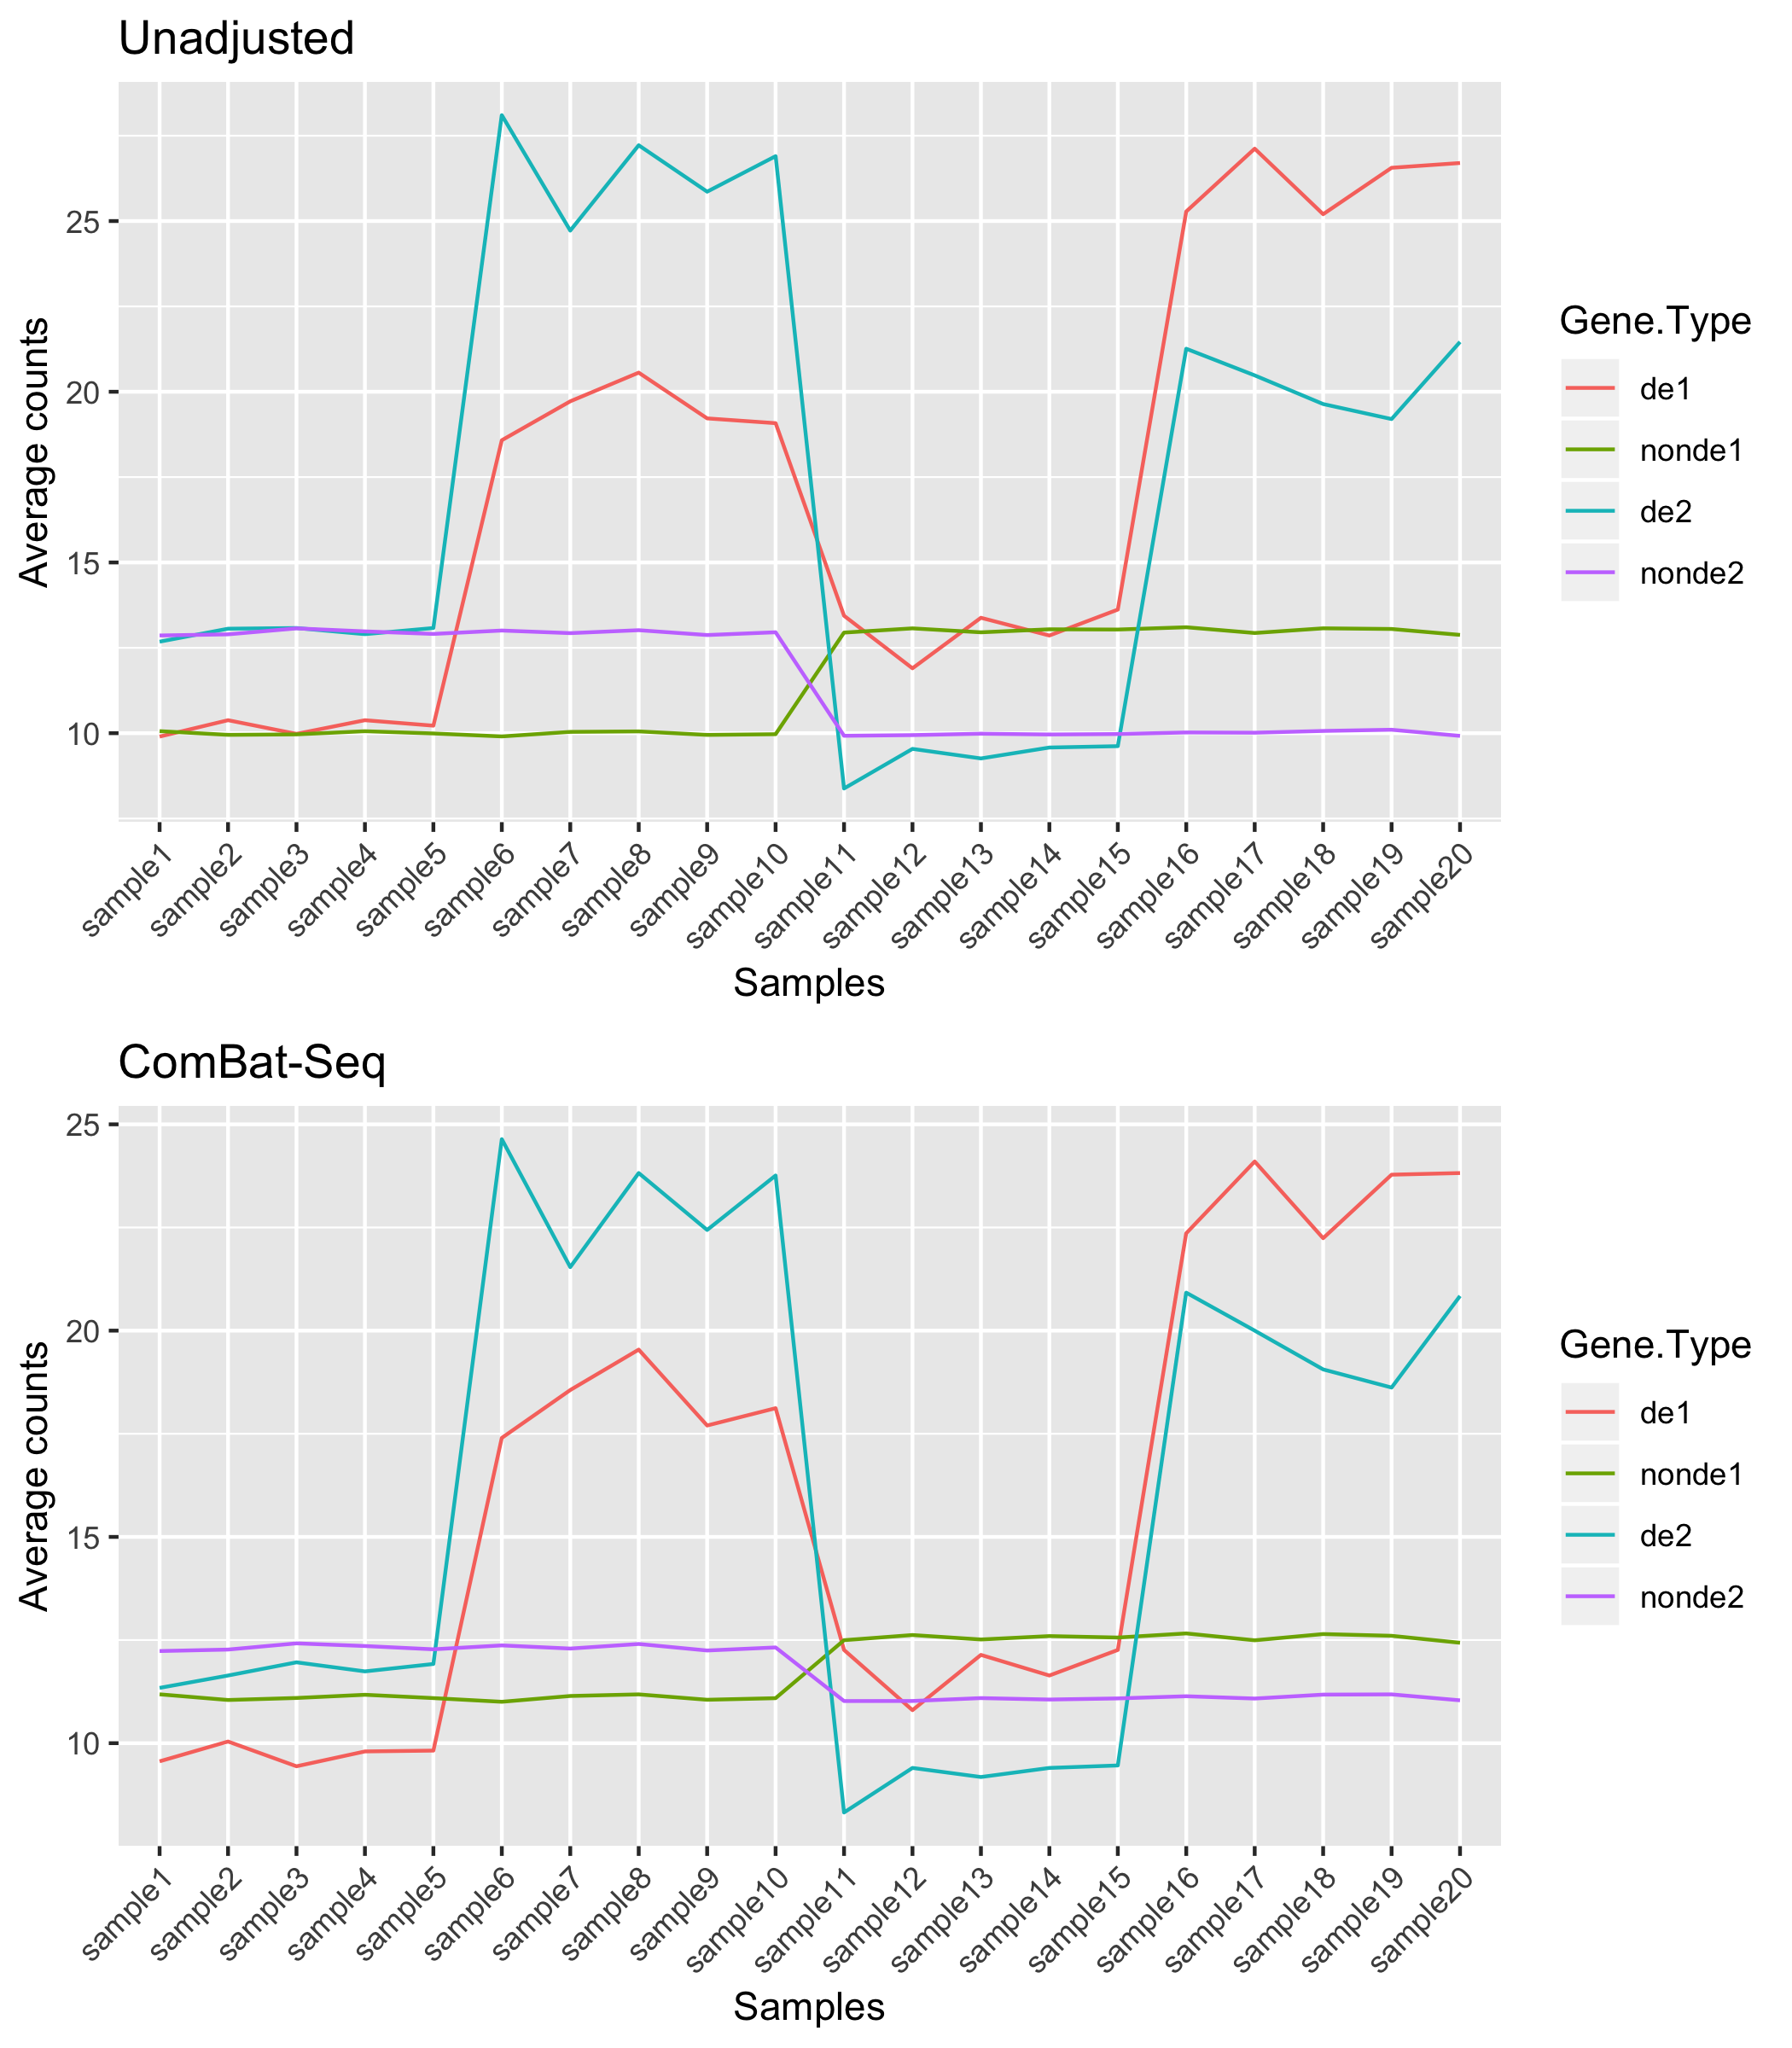 Unadjusted
25
20
15
10
Average counts
sample1
sample2
sample3
sample4
sample5
sample6
sample7
sample8
sample9
sample10
sample11
sample12
sample13
sample14
sample15
sample16
sample17
sample18
sample19
sample20
Samples
Gene.Type
de1
nonde1
de2
nonde2
ComBat-Seq
25
20
15
10
Average counts
sample1
sample2
sample3
sample4
sample5
sample6
sample7
sample8
sample9
sample10
sample11
sample12
sample13
sample14
sample15
sample16
sample17
sample18
sample19
sample20
Samples
Gene.Type
de1
nonde1
de2
nonde2